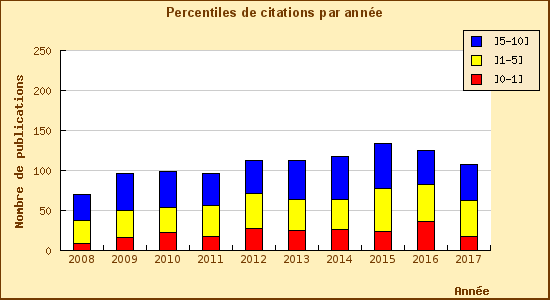 Percentiles de citations par année
]5-10]
]1-5]
[0-1]
Nombre de publications
250
200
150
100
50
0
2008 2009 2010 2011 2012 2013 2014 2015 2016 2017
Année